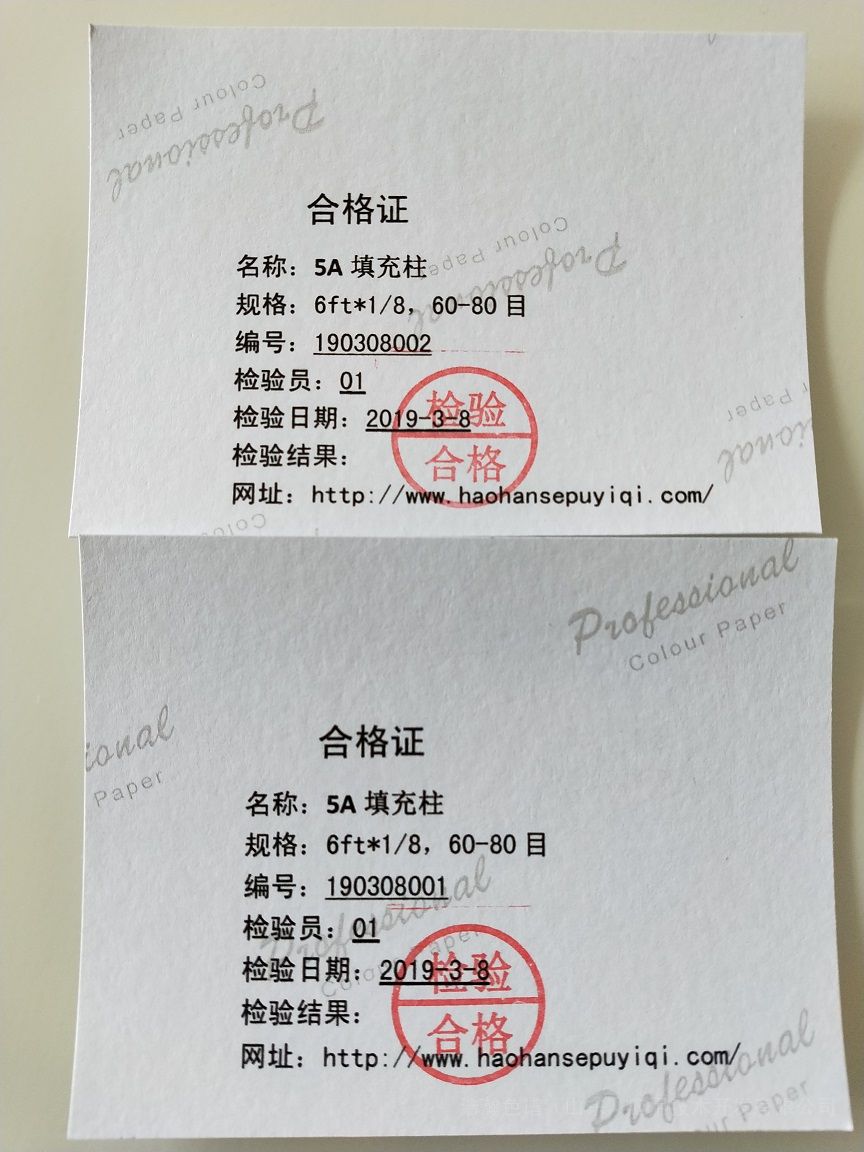 Professional
Colour Paper
合格证
Professional
Colour Paper
名称：5A 填充柱
规格：6ft*1/8，60-80 目
编号：190308002
检验员：01
检验日期：2019-3-8
检验结果：
检验
合格
网址：http://www.haohansepuyiqi.com/
Colour
Professional
Colour Paper
ional
Paper
合格证
名称：5A 填充柱
规格：6ft*1/8，60-80 目
编号：190308001
Professional
检验员：01
检验日期：2019-3-8
检验结果：
检验
合格
网址：http://www.haohansepuyiqi.com/
Professional
Paper